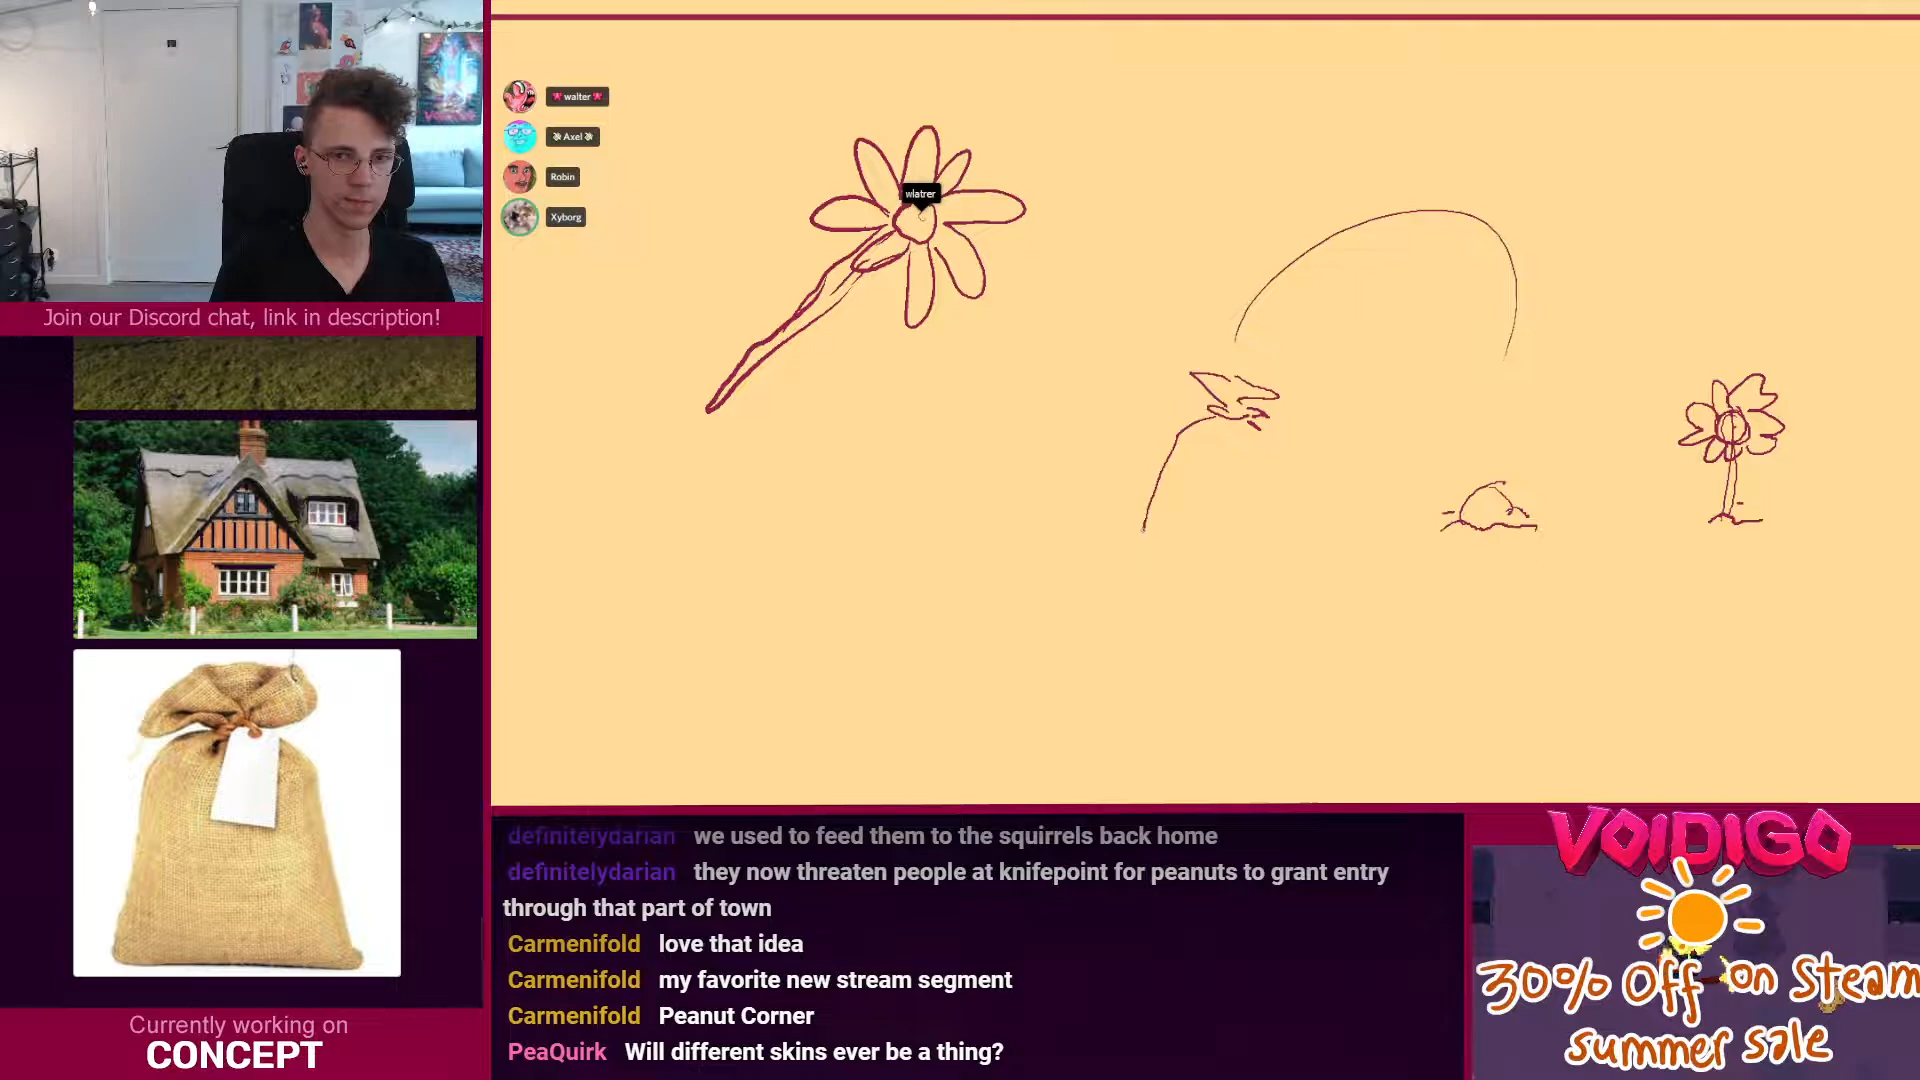 walter
Axel
Robin
Xyborg
wlatrer
Join our Discord chat, link in description!
definitelydarian we used to feed them to the squirrels back home
definitelydarian they now threaten people at knifepoint for peanuts to grant entry
through that part of town
Carmenifold love that idea
Carmenifold my favorite new stream segment
Carmenifold Peanut Corner
PeaQuirk Will different skins ever be a thing?
Currently working on
CONCEPT
VOIDIGO
30% Off on Steam
summer sale